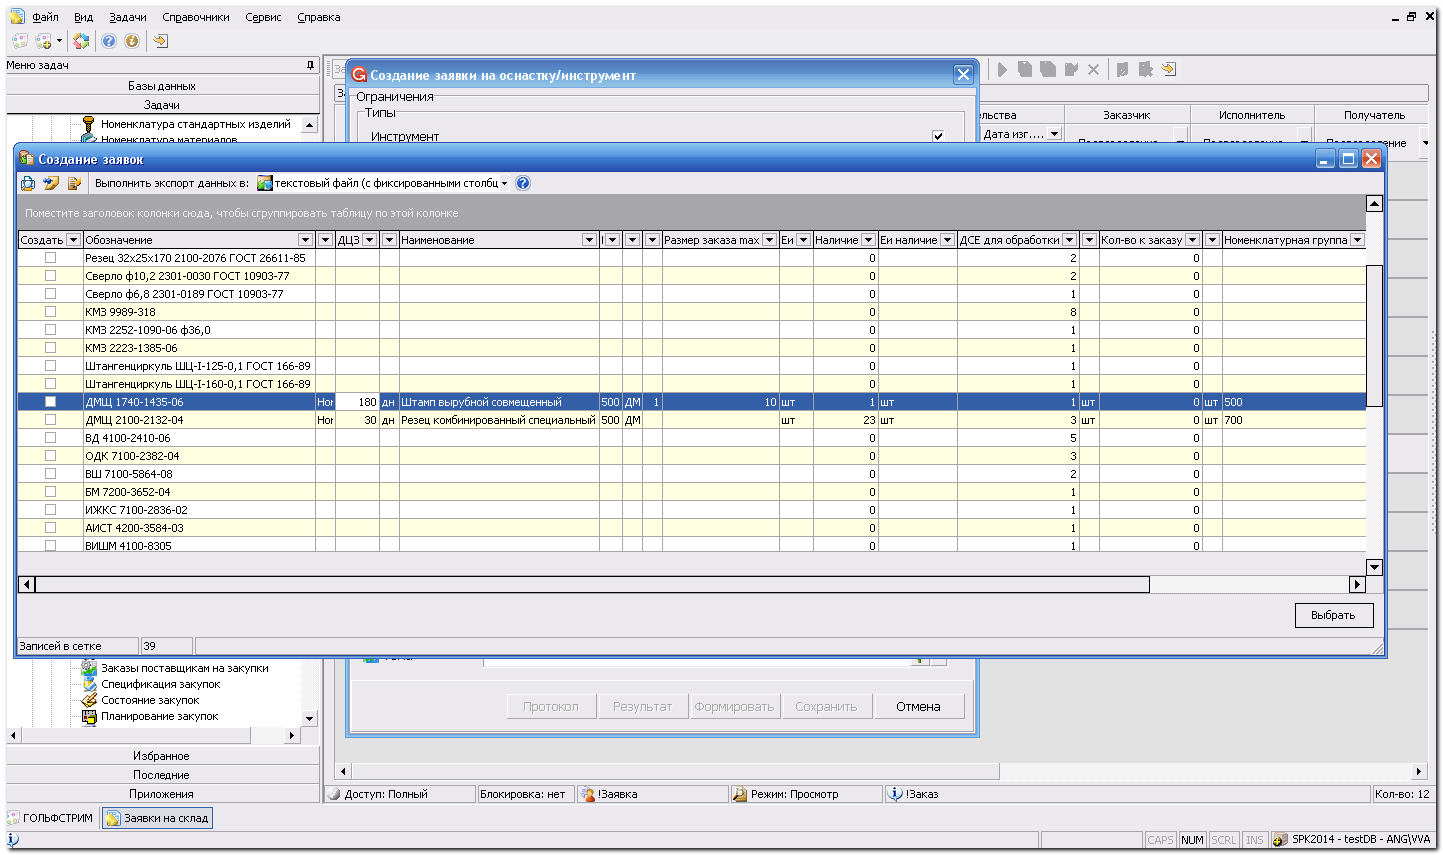 Файл Вид Задачи Справочники Сервис Справка
Меню задач
Базы данных
Задачи
Номенклатура стандартных изделий
Номенклатура материалов
Создание заявки на оснастку/инструмент
Ограничения
Типы
Инструмент
Дата изг....
Заказчик Исполнитель Получатель
Создание заявок
Выполнить экспорт данных в: текстовый файл (с фиксированными столбц
Поместите заголовок колонки сюда, чтобы сгруппировать таблицу по этой колонке
Создать Обозначение ДЦЗ Наименование Размер заказа max Еи Наличие Еи наличие ДСЕ для обработки Кол-во к заказу Номенклатурная группа
Резец 32х25х170 2100-2076 ГОСТ 26611-85 0 2 0
Сверло ф10,2 2301-0030 ГОСТ 10903-77 0 2 0
Сверло ф6,8 2301-0189 ГОСТ 10903-77 0 1 0
КМЗ 9989-318 0 8 0
КМЗ 2252-1090-06 ф36,0 0 1 0
КМЗ 2223-1385-06 0 1 0
Штангенциркуль ШЦ-I-125-0,1 ГОСТ 166-89 0 1 0
Штангенциркуль ШЦ-I-160-0,1 ГОСТ 166-89 0 1 0
ДМЩ 1740-1435-06 Ном 180 дн Штамп вырубной совмещенный 500 ДМ 1 10 шт 1 шт 1 шт 0 шт 500
ДМЩ 2100-2132-04 Ном 30 дн Резец комбинированный специальный 500 ДМ шт 23 шт 3 шт 0 шт 700
ВД 4100-2410-06 0 5 0
ОДК 7100-2382-04 0 3 0
ВШ 7100-5864-08 0 2 0
БМ 7200-3652-04 0 1 0
ИЖКС 7100-2836-02 0 1 0
АИСТ 4200-3584-03 0 1 0
ВИШМ 4100-8305 0 1 0
Выбрать
Записей в сетке 39
Заказы поставщикам на закупки
Спецификация закупок
Состояние закупок
Планирование закупок
Протокол Результат Формировать Сохранить Отмена
Избранное
Последние
Приложения
Доступ: Полный Блокировка: нет !Заявка Режим: Просмотр !Заказ Кол-во: 12
ГОЛЬФСТРИМ Заявки на склад
CAPS NUM SCRL INS SPK2014 - testDB - ANG\VVA